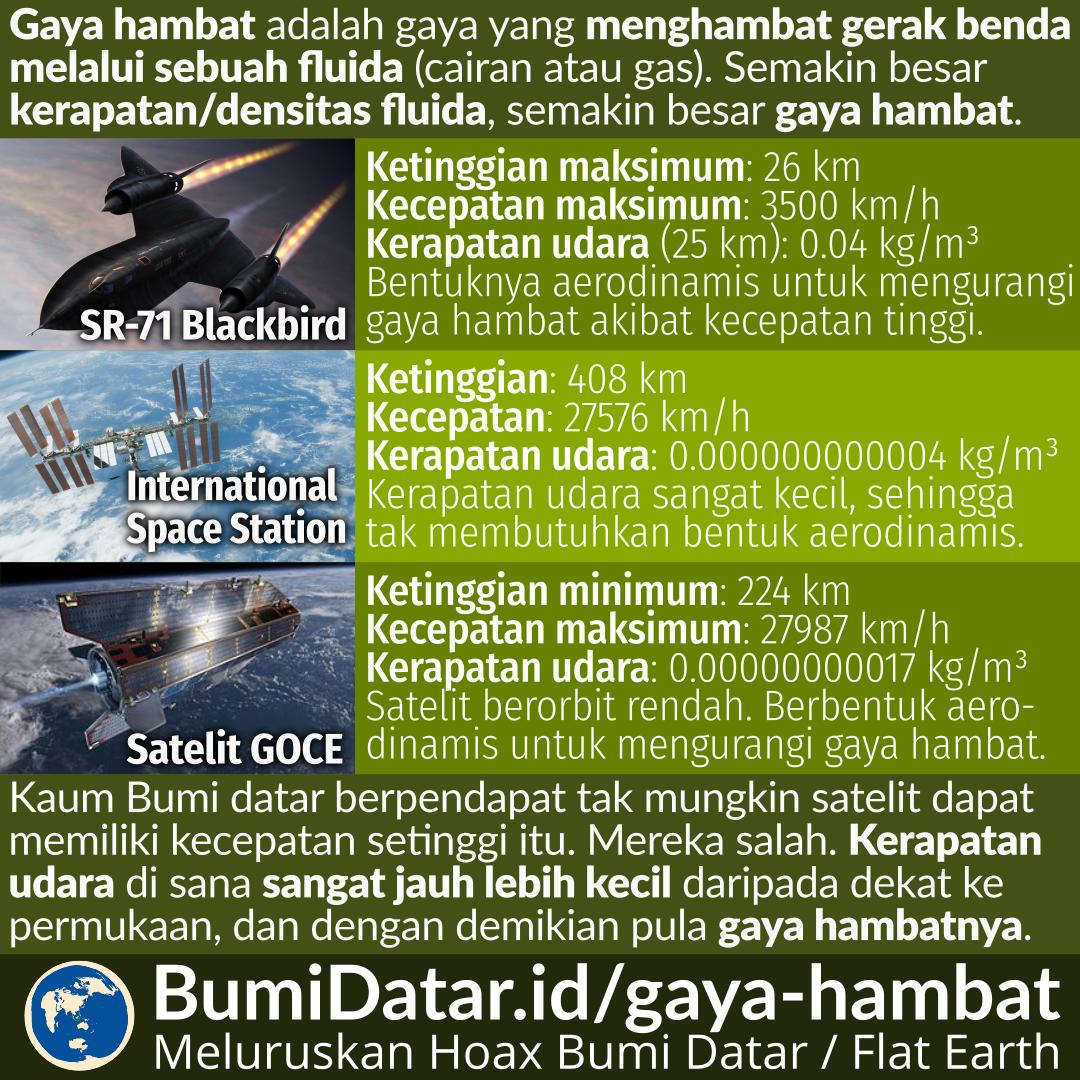 Gaya hambat adalah gaya yang menghambat gerak benda
melalui sebuah fluida (cairan atau gas). Semakin besar
kerapatan/densitas fluida, semakin besar gaya hambat.
SR-71 Blackbird
Ketinggian maksimum: 26 km
Kecepatan maksimum: 3500 km/h
Kerapatan udara (25 km): 0.04 kg/m³
Bentuknya aerodinamis untuk mengurangi
gaya hambat akibat kecepatan tinggi.
International
Space Station
Ketinggian: 408 km
Kecepatan: 27576 km/h
Kerapatan udara: 0.000000000004 kg/m³
Kerapatan udara sangat kecil, sehingga
tak membutuhkan bentuk aerodinamis.
Satelit GOCE
Ketinggian minimum: 224 km
Kecepatan maksimum: 27987 km/h
Kerapatan udara: 0.00000000017 kg/m³
Satelit berorbit rendah. Berbentuk aero-
dinamis untuk mengurangi gaya hambat.
Kaum Bumi datar berpendapat tak mungkin satelit dapat
memiliki kecepatan setinggi itu. Mereka salah. Kerapatan
udara di sana sangat jauh lebih kecil daripada dekat ke
permukaan, dan dengan demikian pula gaya hambatnya.
BumiDatar.id/gaya-hambat
Meluruskan Hoax Bumi Datar / Flat Earth